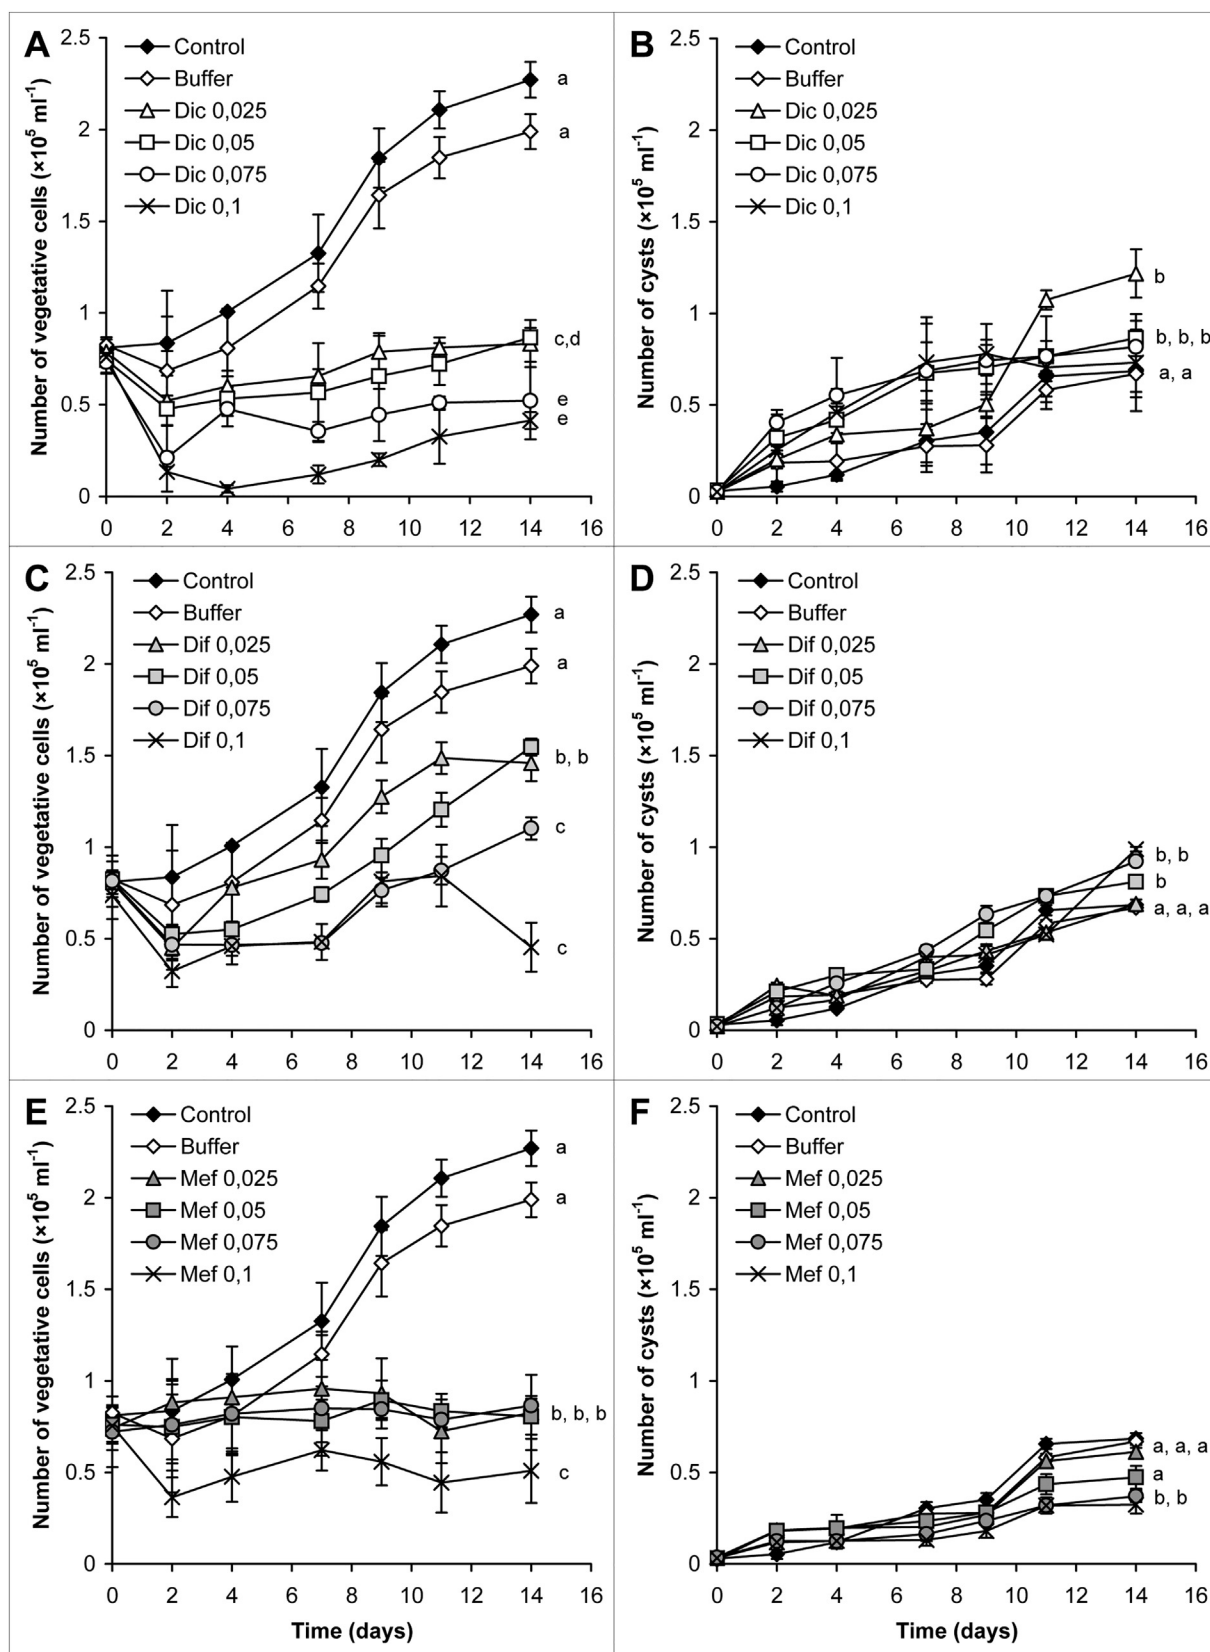 A
Number of vegetative cells (×10⁵ ml⁻¹)
2.5
2
1.5
1
0.5
0
Control
Buffer
Dic 0,025
Dic 0,05
Dic 0,075
Dic 0,1
a
a
c,d
e
e
0 2 4 6 8 10 12 14 16
B
Number of cysts (×10⁵ ml⁻¹)
2.5
2
1.5
1
0.5
0
Control
Buffer
Dic 0,025
Dic 0,05
Dic 0,075
Dic 0,1
b
b, b, b
a, a
0 2 4 6 8 10 12 14 16
C
Number of vegetative cells (×10⁵ ml⁻¹)
2.5
2
1.5
1
0.5
0
Control
Buffer
Dif 0,025
Dif 0,05
Dif 0,075
Dif 0,1
a
a
b, b
c
c
0 2 4 6 8 10 12 14 16
D
Number of cysts (×10⁵ ml⁻¹)
2.5
2
1.5
1
0.5
0
Control
Buffer
Dif 0,025
Dif 0,05
Dif 0,075
Dif 0,1
b, b
b
a, a, a
0 2 4 6 8 10 12 14 16
E
Number of vegetative cells (×10⁵ ml⁻¹)
2.5
2
1.5
1
0.5
0
Control
Buffer
Mef 0,025
Mef 0,05
Mef 0,075
Mef 0,1
a
a
b, b, b
c
0 2 4 6 8 10 12 14 16
Time (days)
F
Number of cysts (×10⁵ ml⁻¹)
2.5
2
1.5
1
0.5
0
Control
Buffer
Mef 0,025
Mef 0,05
Mef 0,075
Mef 0,1
a, a, a
a
b, b
0 2 4 6 8 10 12 14 16
Time (days)